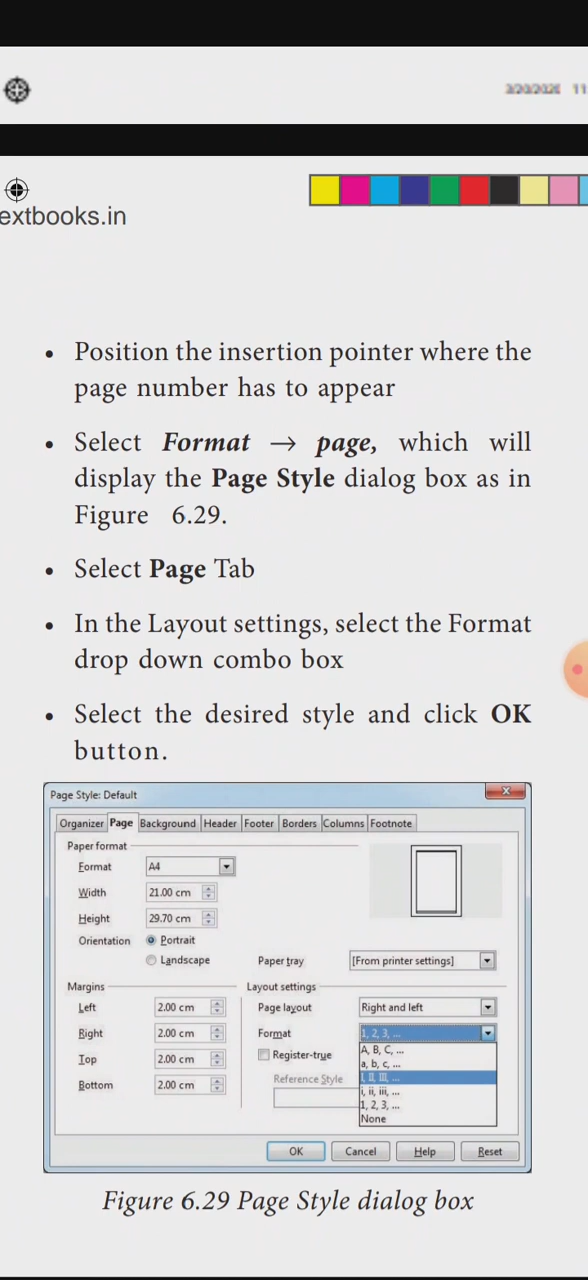 extbooks.in
• Position the insertion pointer where the
page number has to appear
• Select Format → page, which will
display the Page Style dialog box as in
Figure 6.29.
• Select Page Tab
• In the Layout settings, select the Format
drop down combo box
• Select the desired style and click OK
button.
Page Style: Default
Organizer Page Background Header Footer Borders Columns Footnote
Paper format
Format A4
Width 21.00 cm
Height 29.70 cm
Orientation Portrait
Landscape Paper tray [From printer settings]
Margins Layout settings
Left 2.00 cm Page layout Right and left
Right 2.00 cm Format 1, 2, 3, ...
A, B, C, ...
Top 2.00 cm Register-true a, b, c, ...
Bottom 2.00 cm Reference Style I, II, III, ...
i, ii, iii, ...
1, 2, 3, ...
None
OK Cancel Help Reset
Figure 6.29 Page Style dialog box